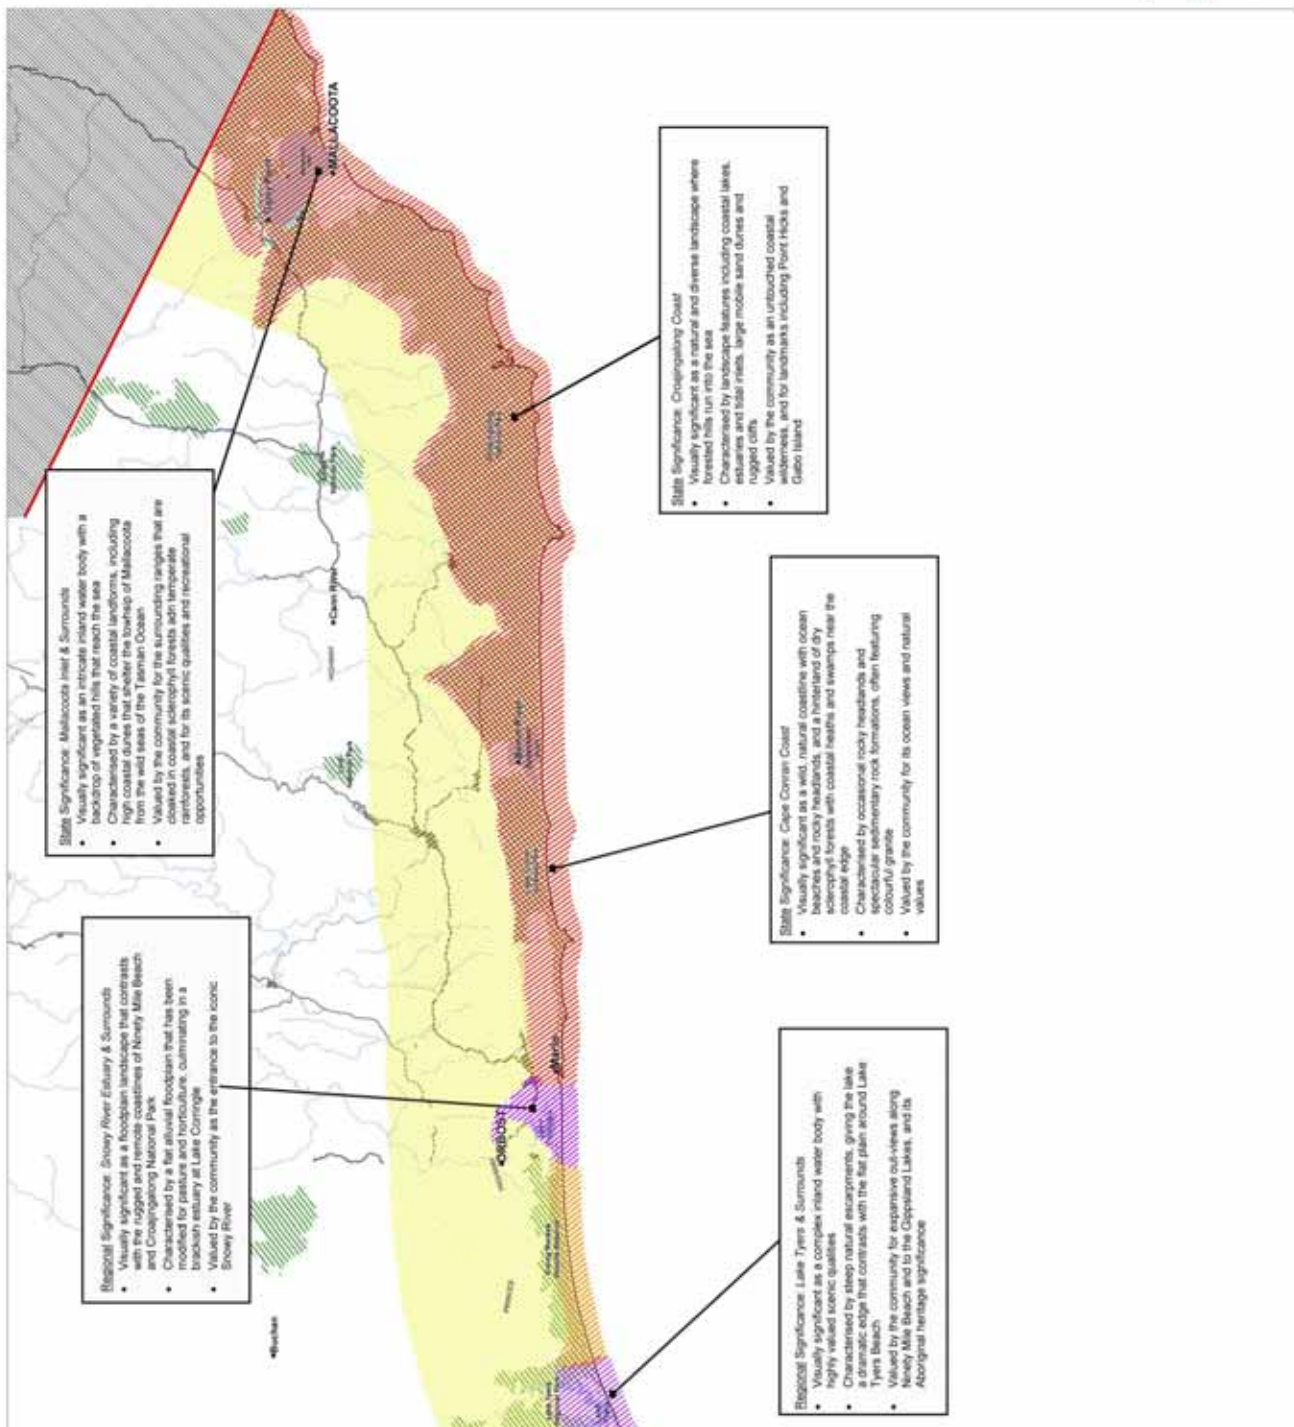 State Significance: Mallacoota Inlet & Surrounds
• Visually significant as an intricate inland water body with a
backdrop of vegetated hills that reach the sea
• Characterised by a variety of coastal landforms, including
high coastal dunes that shelter the towhsip of Mallacoota
from the wild seas of the Tasman Ocean
• Valued by the community for the surrounding ranges that are
cloaked in coastal sclerophyll forests adn temperate
rainforests, and for its scenic qualities and recreational
opportunities
Regional Significance: Snowy River Estuary & Surrounds
• Visually significant as a floodplain landscape that contrasts
with the rugged and remote coastlines of Ninety Mile Beach
and Croajingalong National Park
• Characterised by a flat alluvial floodplain that has been
modified for pasture and horticulture, culminating in a
brackish estuary at Lake Corringle
• Valued by the community as the entrance to the iconic
Snowy River
MALLACOOTA
Gipsy Point
Cann River
HIGHWAY
Bemm River
Marlo
ORBOST
PRINCES
Buchan
State Significance: Croajingalong Coast
• Visually significant as a natural and diverse landscape where
forested hills run into the sea
• Characterised by landscape features including coastal lakes,
estuaries and tidal inlets, large mobile sand dunes and
rugged cliffs
• Valued by the community as an untouched coastal
wilderness, and for landmarks including Point Hicks and
Gabo Island
State Significance: Cape Conran Coast
• Visually significant as a wild, natural coastline with ocean
beaches and rocky headlands, and a hinterland of dry
sclerophyll forests with coastal heaths and swamps near the
coastal edge
• Characterised by occasional rocky headlands and
spectacular sedimentary rock formations, often featuring
colourful granite
• Valued by the community for its ocean views and natural
values
Regional Significance: Lake Tyers & Surrounds
• Visually significant as a complex inland water body with
highly valued scenic qualities
• Characterised by steep natural escarpments, giving the lake
a dramatic edge that contrasts with the flat plain around Lake
Tyers Beach
• Valued by the community for expansive out-views along
Ninety Mile Beach and to the Gippsland Lakes, and its
Aboriginal heritage significance